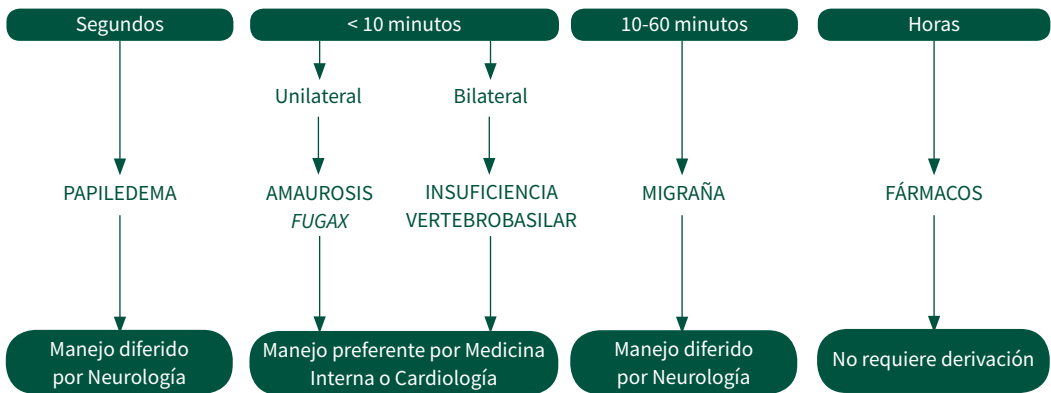 Segundos
< 10 minutos
10-60 minutos
Horas
Unilateral
Bilateral
PAPILEDEMA
AMAUROSIS
FUGAX
INSUFICIENCIA
VERTEBROBASILAR
MIGRAÑA
FÁRMACOS
Manejo diferido
por Neurología
Manejo preferente por Medicina
Interna o Cardiología
Manejo diferido
por Neurología
No requiere derivación